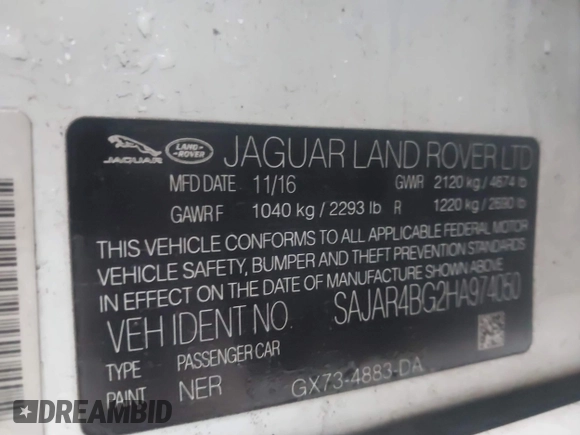 JAGUAR LAND-ROVER JAGUAR LAND ROVER LTD
MFD DATE 11/16 GVWR 2120 kg / 4674 lb
GAWR F 1040 kg / 2293 lb R 1220 kg / 2690 lb
THIS VEHICLE CONFORMS TO ALL APPLICABLE FEDERAL MOTOR
VEHICLE SAFETY, BUMPER AND THEFT PREVENTION STANDARDS
IN EFFECT ON THE DATE OF MANUFACTURE SHOWN ABOVE
VEH IDENT NO. SAJAR4BG2HA974050
TYPE PASSENGER CAR
PAINT NER GX73-4883-DA
DREAMBID